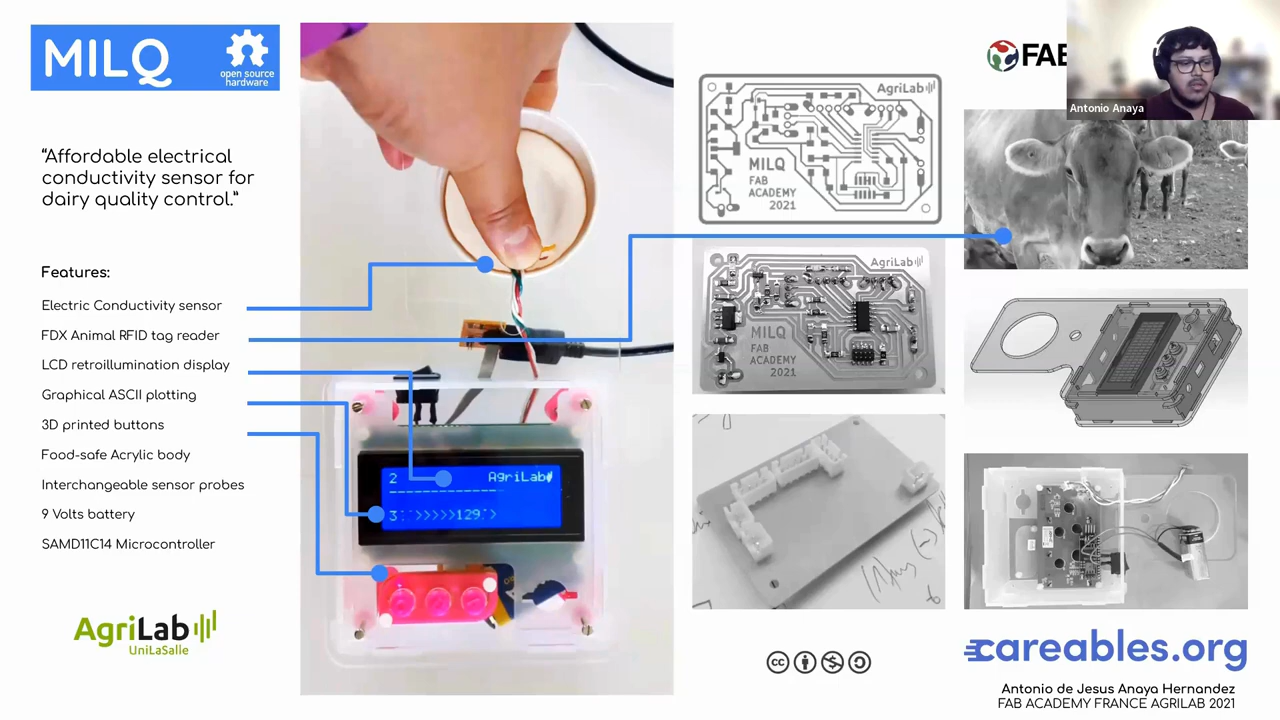 MILQ
open source
hardware
“Affordable electrical
conductivity sensor for
dairy quality control.”
Features:
Electric Conductivity sensor
FDX Animal RFID tag reader
LCD retroillumination display
Graphical ASCII plotting
3D printed buttons
Food-safe Acrylic body
Interchangeable sensor probes
9 Volts battery
SAMD11C14 Microcontroller
AgriLab
UniLaSalle
2 AgriLab
AgriLab
MILQ
FAB
ACADEMY
2021
AgriLab
MILQ
FAB
ACADEMY
2021
cc
FAB
Antonio Anaya
careables.org
Antonio de Jesus Anaya Hernandez
FAB ACADEMY FRANCE AGRILAB 2021